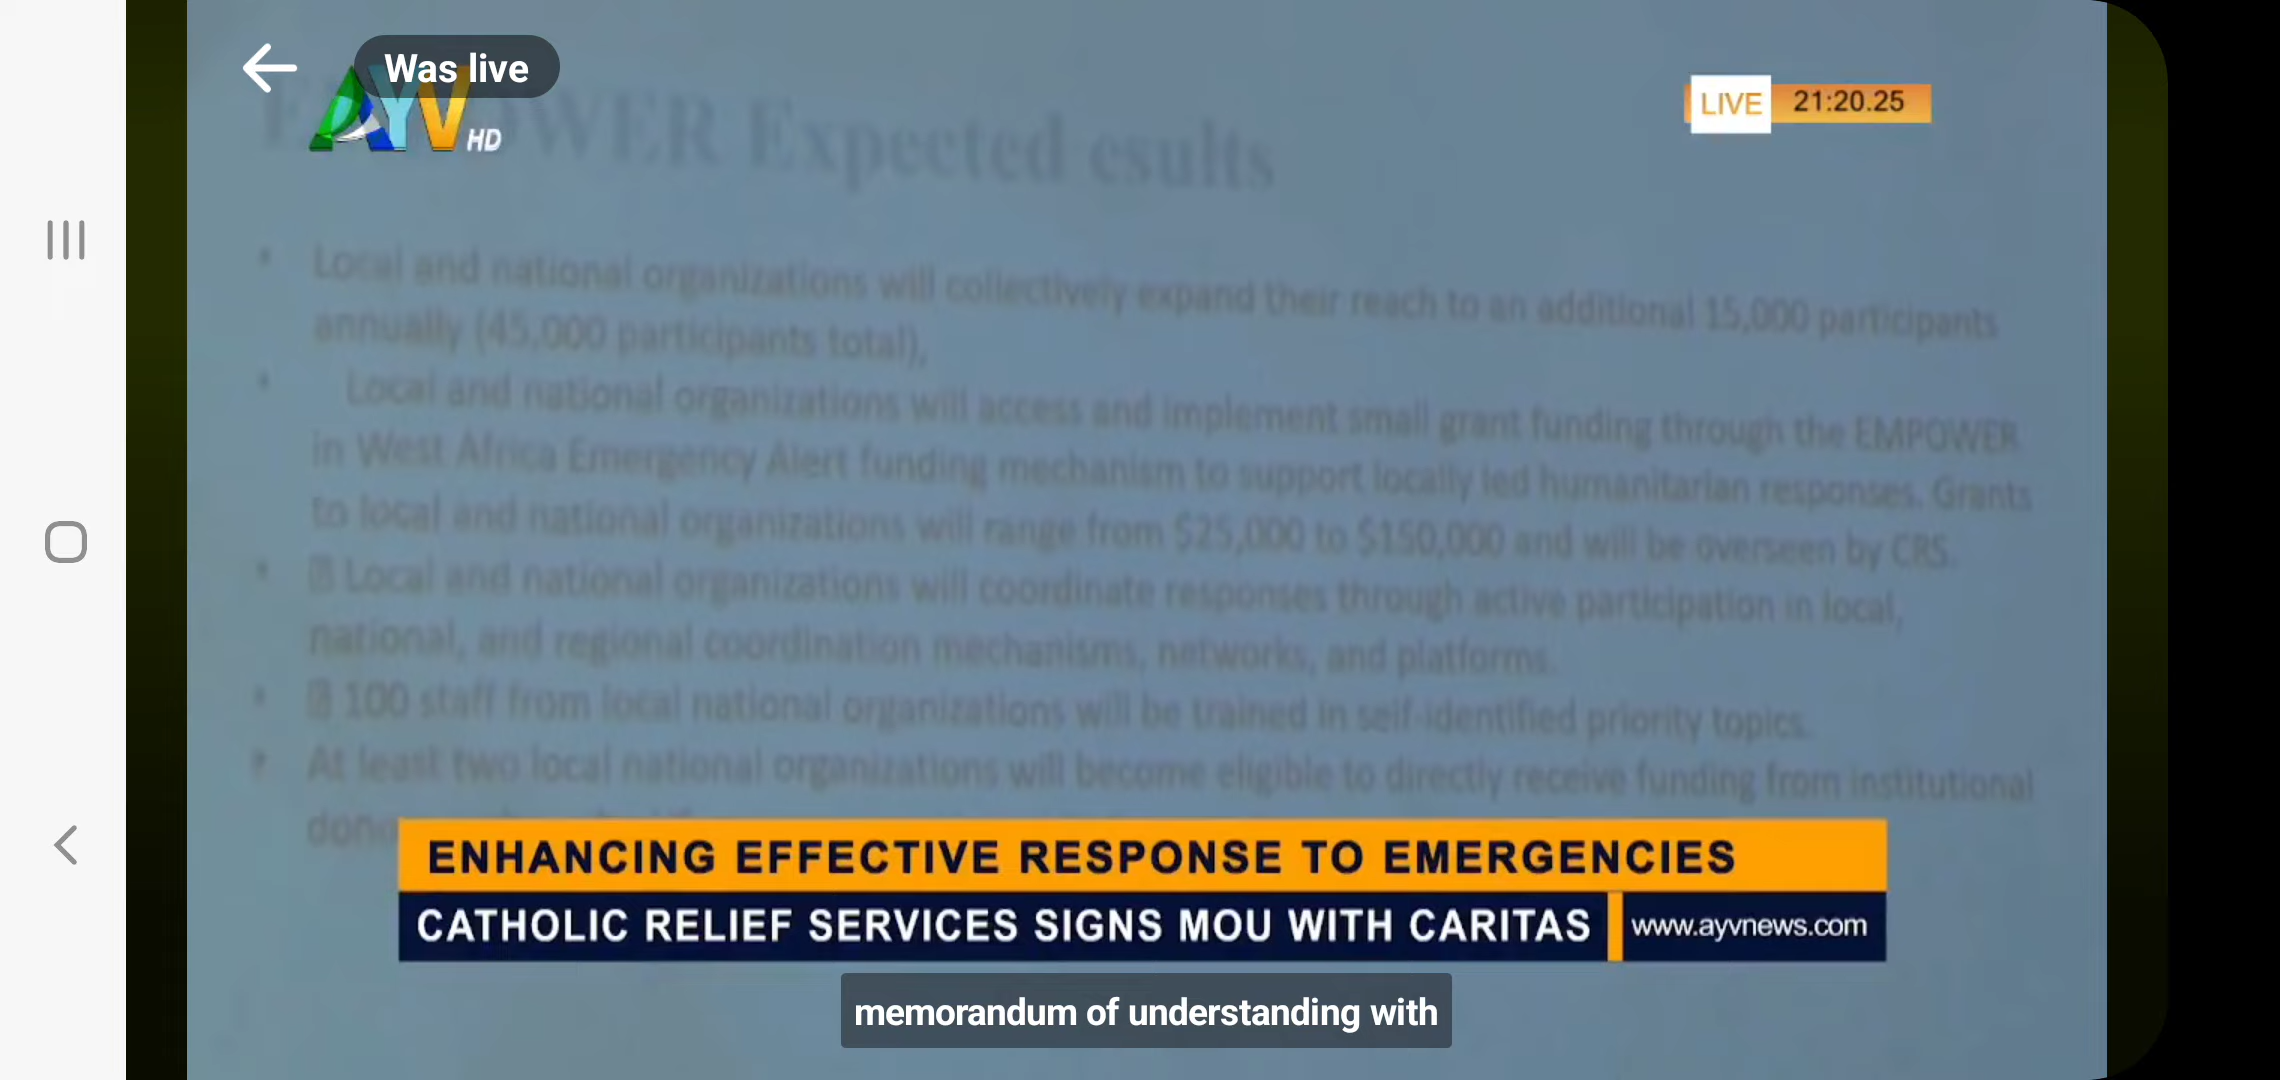 Was live
AYV HD
LIVE 21:20.25
Expected esults
Local and national organizations will collectively expand their reach to an additional 15,000 participants
annually (45,000 participants total),
Local and national organizations will access and implement small grant funding through the EMPOWER
in West Africa Emergency Alert funding mechanism to support locally led humanitarian responses. Grants
to local and national organizations will range from $25,000 to $150,000 and will be overseen by CRS.
Local and national organizations will coordinate responses through active participation in local,
national, and regional coordination mechanisms, networks, and platforms.
100 staff from local national organizations will be trained in self-identified priority topics.
At least two local national organizations will become eligible to directly receive funding from institutional
ENHANCING EFFECTIVE RESPONSE TO EMERGENCIES
CATHOLIC RELIEF SERVICES SIGNS MOU WITH CARITAS www.ayvnews.com
memorandum of understanding with